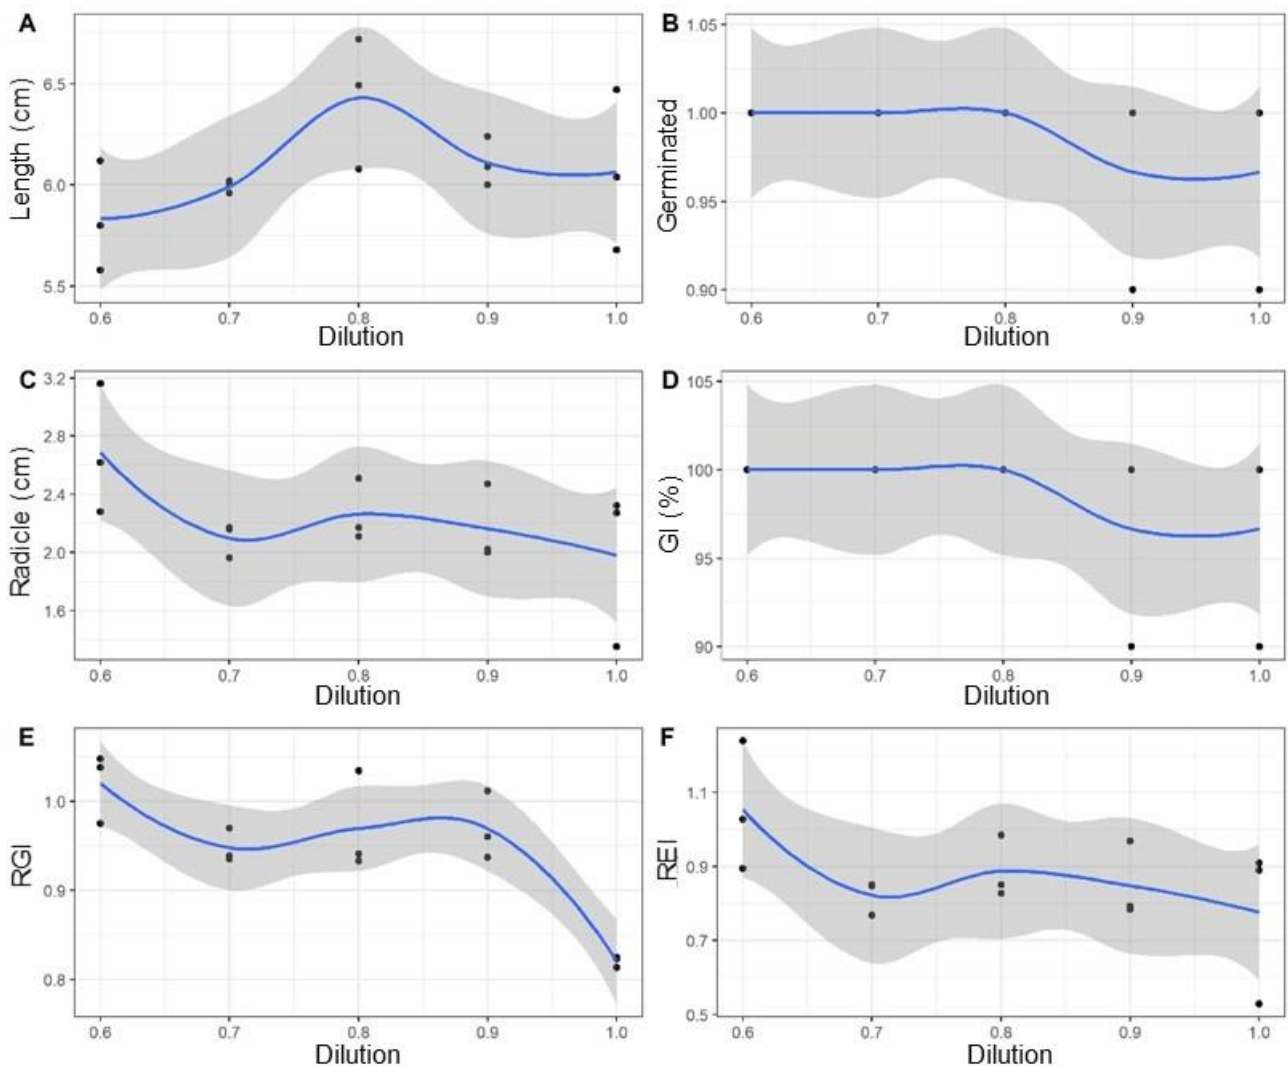 A
Length (cm)
6.5
6.0
5.5
0.6 0.7 0.8 0.9 1.0
Dilution
B
Germinated
1.05
1.00
0.95
0.90
0.6 0.7 0.8 0.9 1.0
Dilution
C
Radicle (cm)
3.2
2.8
2.4
2.0
1.6
0.6 0.7 0.8 0.9 1.0
Dilution
D
GI (%)
105
100
95
90
0.6 0.7 0.8 0.9 1.0
Dilution
E
RGI
1.0
0.9
0.8
0.6 0.7 0.8 0.9 1.0
Dilution
F
REI
1.1
0.9
0.7
0.5
0.6 0.7 0.8 0.9 1.0
Dilution